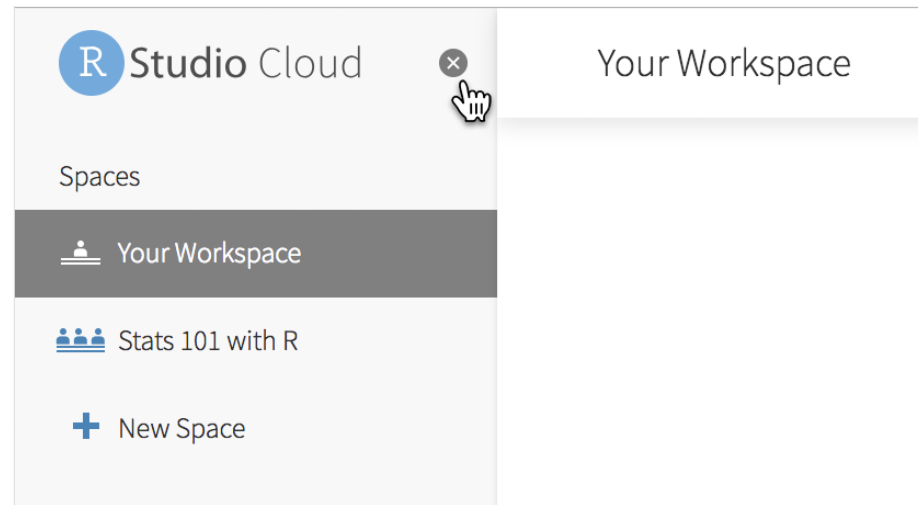 R Studio Cloud
Your Workspace
Spaces
Your Workspace
Stats 101 with R
New Space